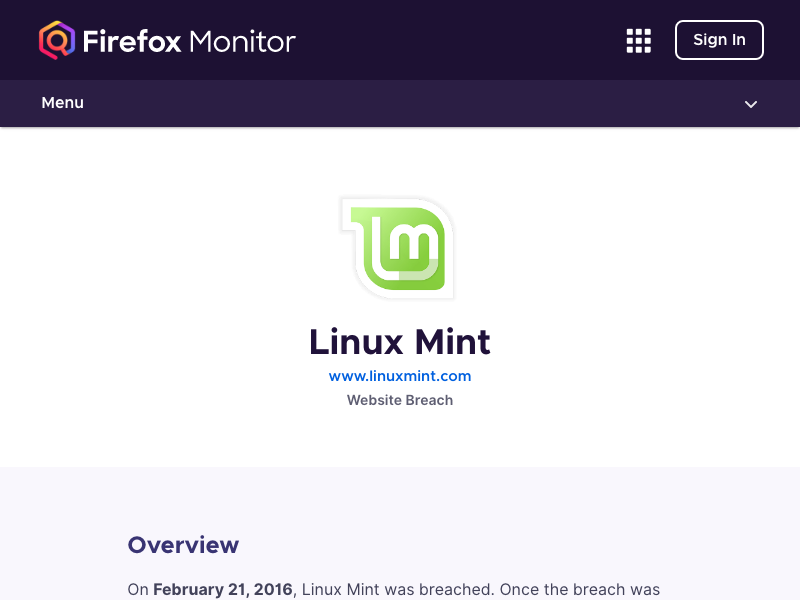 Firefox Monitor
Sign In
Menu
Linux Mint
www.linuxmint.com
Website Breach
Overview
On February 21, 2016, Linux Mint was breached. Once the breach was